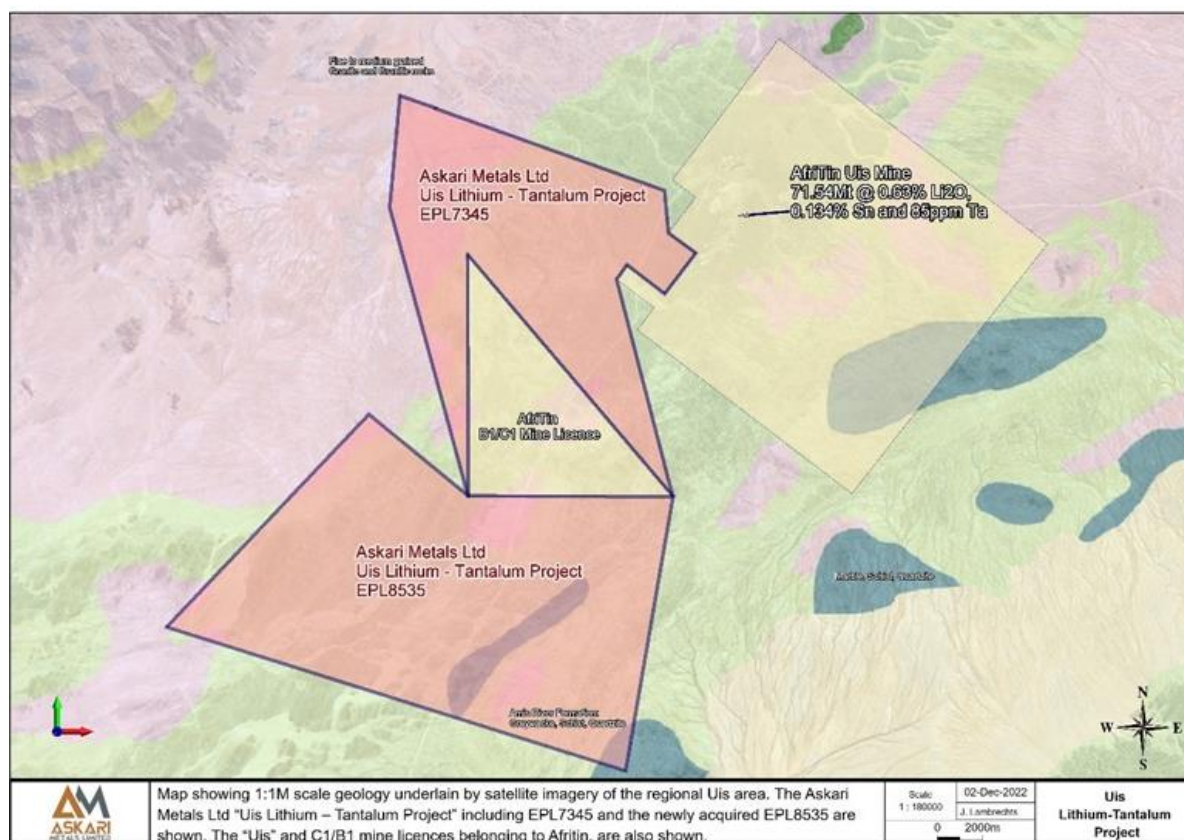 Fine to medium grained
Granite and Granitic rocks
Askari Metals Ltd
Uis Lithium - Tantalum Project
EPL7345
AfriTin Uis Mine
71.54Mt @ 0.63% Li2O,
0.134% Sn and 85ppm Ta
AfriTin
B1/C1 Mine Licence
Askari Metals Ltd
Uis Lithium - Tantalum Project
EPL8535
Marble, Schist, Quartzite
Amis River Formation:
Greywacke, Schist, Quartzite
N
W
E
S
AM
ASKARI
METALS LIMITED
Map showing 1:1M scale geology underlain by satellite imagery of the regional Uis area. The Askari
Metals Ltd “Uis Lithium – Tantalum Project” including EPL7345 and the newly acquired EPL8535 are
shown. The “Uis” and C1/B1 mine licences belonging to Afritin, are also shown.
Scale
1 : 180000
02-Dec-2022
J. Lambrechts
0 2000m
Uis
Lithium-Tantalum
Project